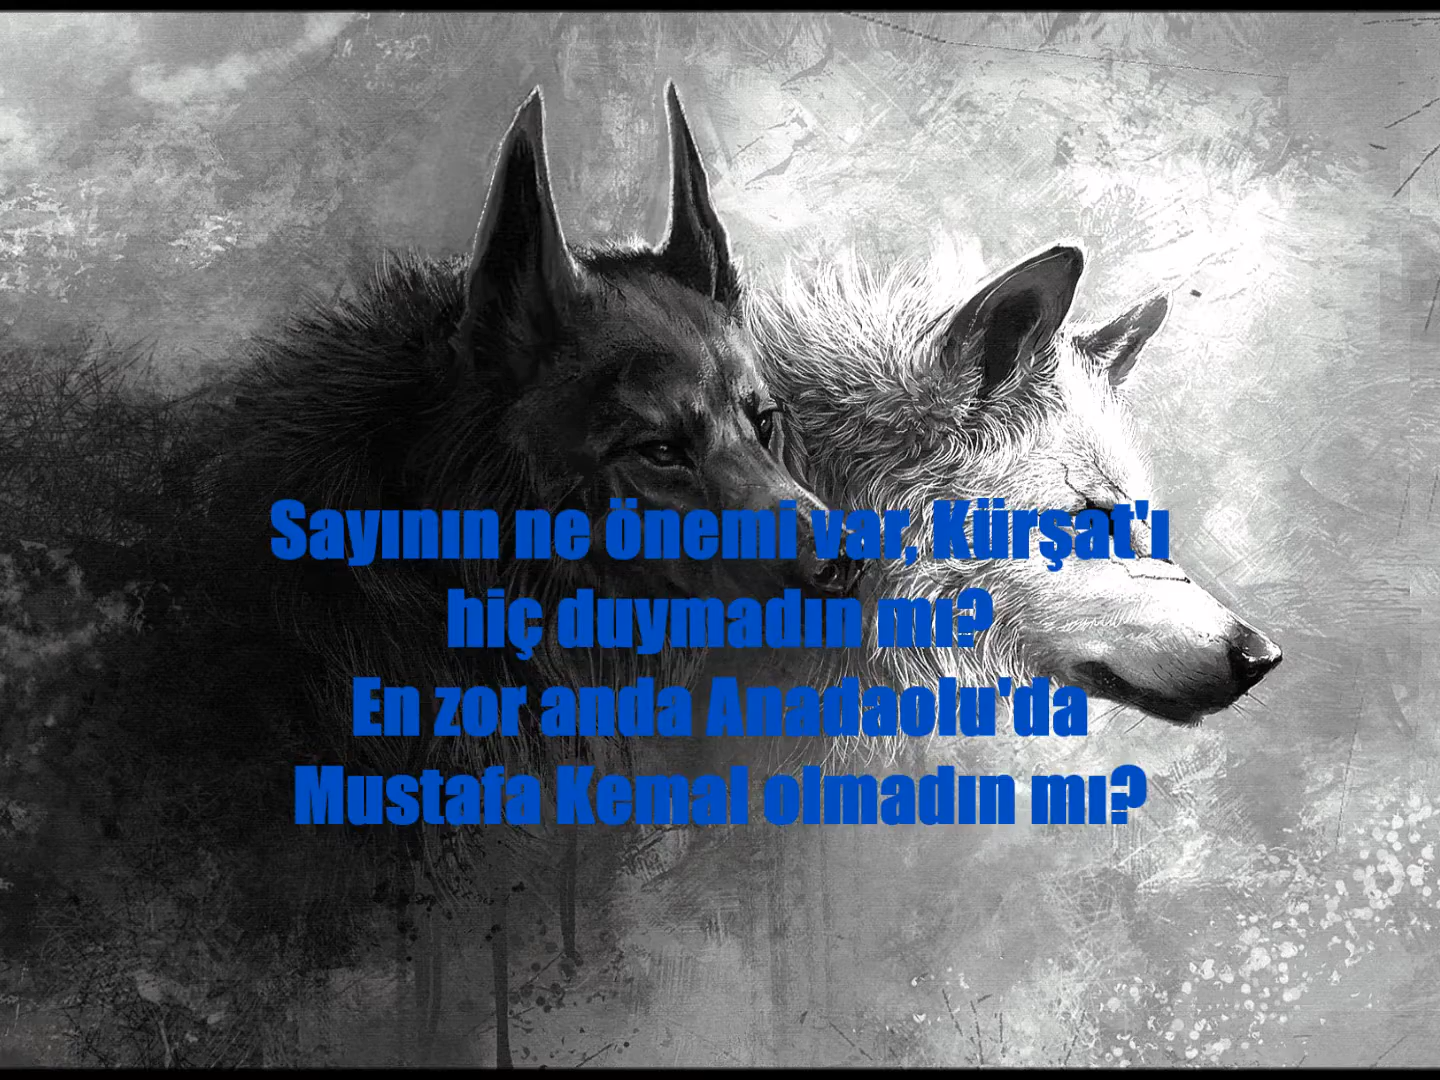 Sayının ne önemi var, Kürşat'ı
hiç duymadın mı?
En zor anda Anadaolu'da
Mustafa Kemal olmadın mı?